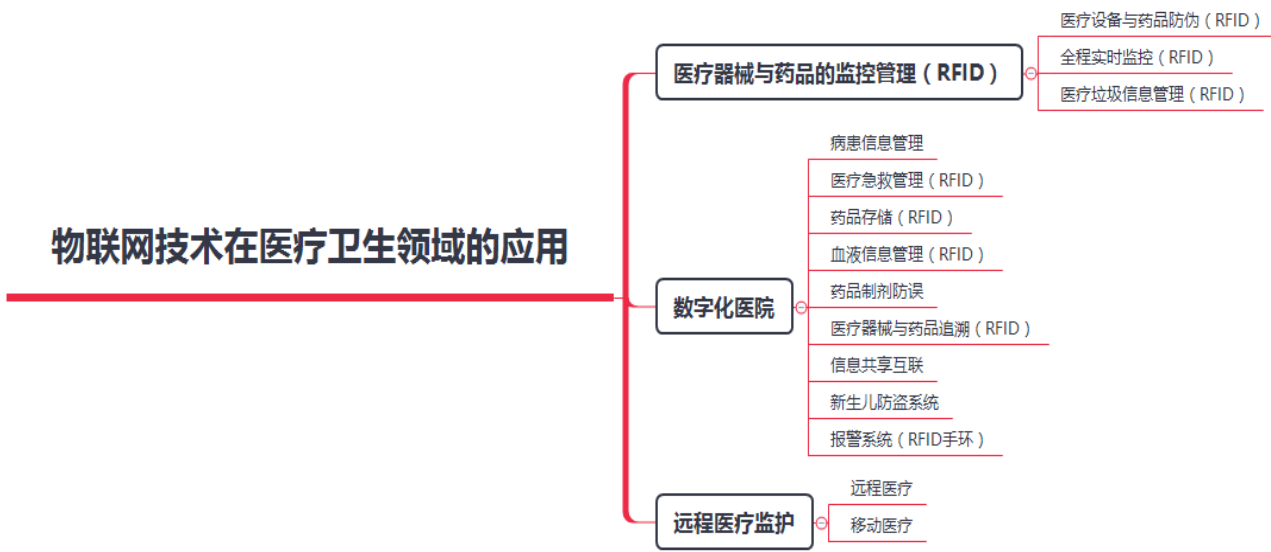 物联网技术在医疗卫生领域的应用
医疗器械与药品的监控管理（RFID）
医疗设备与药品防伪（RFID）
全程实时监控（RFID）
医疗垃圾信息管理（RFID）
数字化医院
病患信息管理
医疗急救管理（RFID）
药品存储（RFID）
血液信息管理（RFID）
药品制剂防误
医疗器械与药品追溯（RFID）
信息共享互联
新生儿防盗系统
报警系统（RFID手环）
远程医疗监护
远程医疗
移动医疗